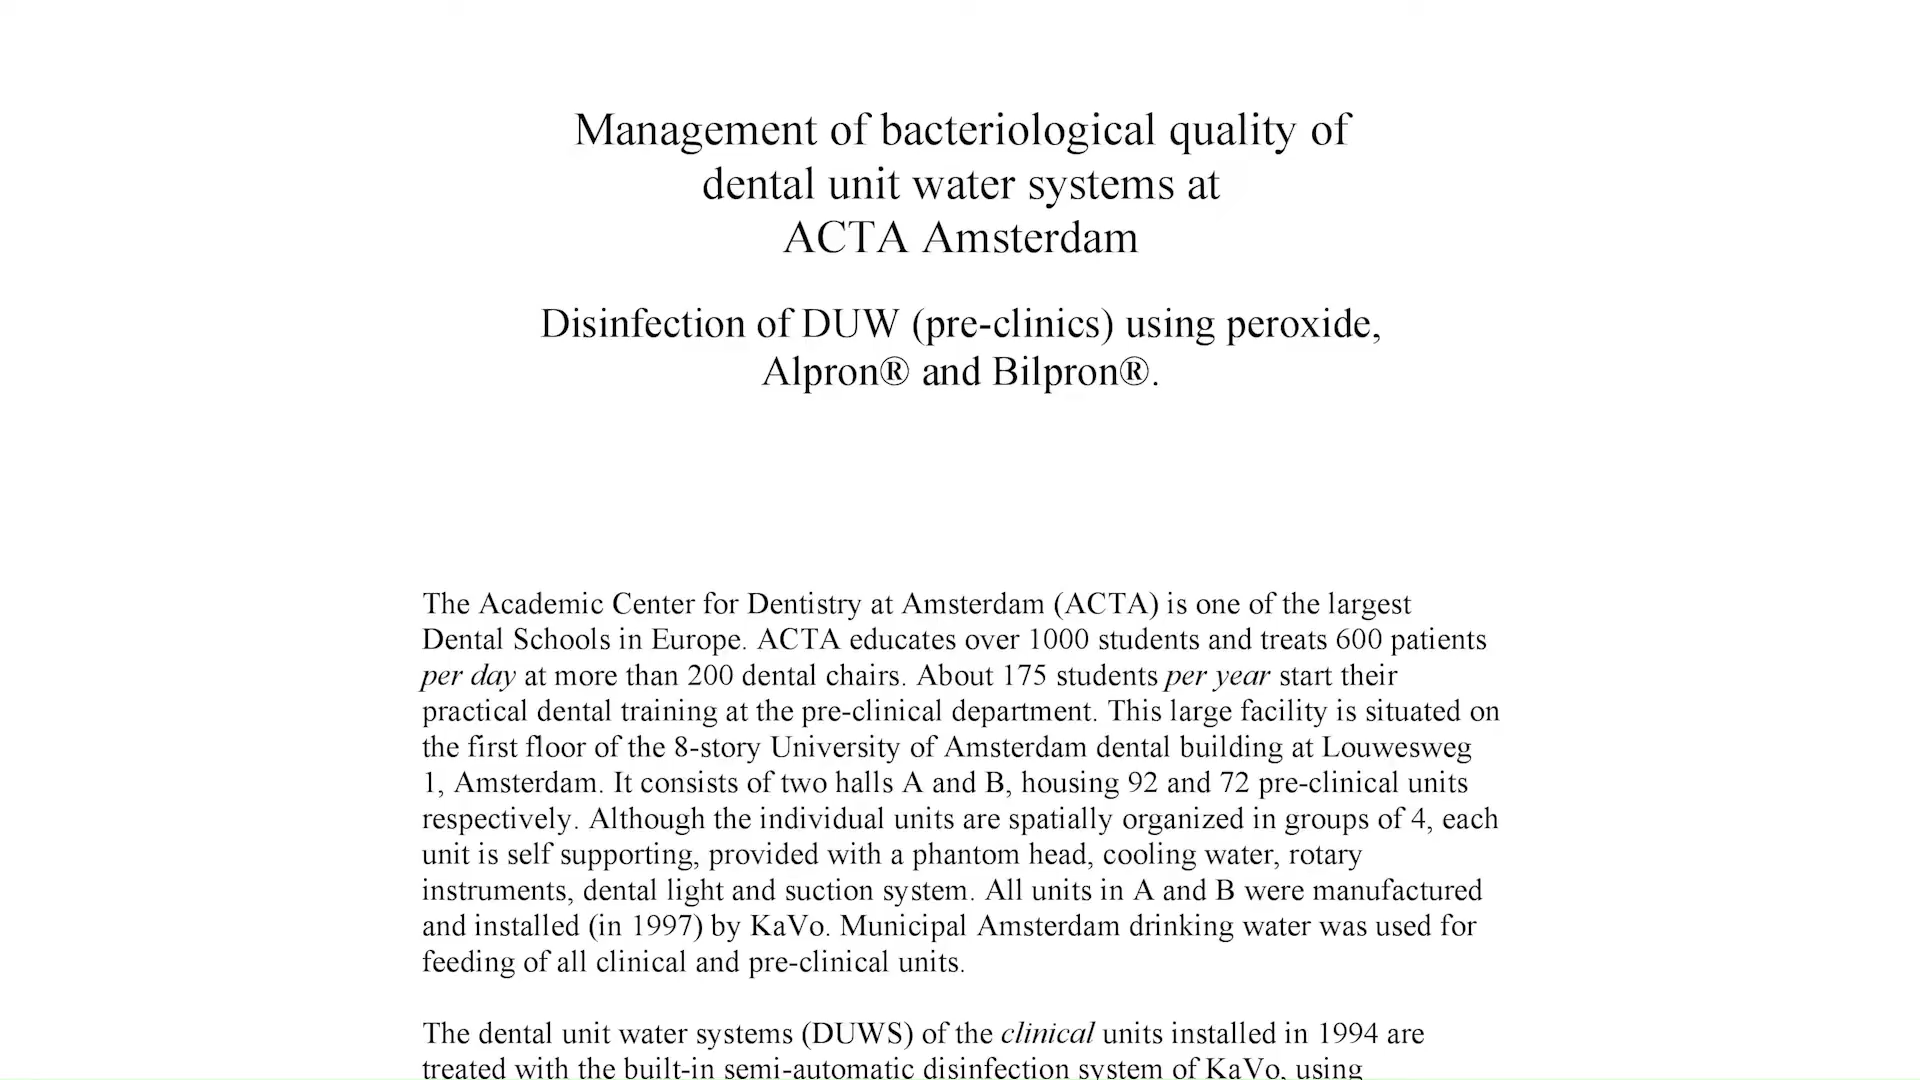 Management of bacteriological quality of
dental unit water systems at
ACTA Amsterdam
Disinfection of DUW (pre-clinics) using peroxide,
Alpron® and Bilpron®.
The Academic Center for Dentistry at Amsterdam (ACTA) is one of the largest
Dental Schools in Europe. ACTA educates over 1000 students and treats 600 patients
per day at more than 200 dental chairs. About 175 students per year start their
practical dental training at the pre-clinical department. This large facility is situated on
the first floor of the 8-story University of Amsterdam dental building at Louwesweg
1, Amsterdam. It consists of two halls A and B, housing 92 and 72 pre-clinical units
respectively. Although the individual units are spatially organized in groups of 4, each
unit is self supporting, provided with a phantom head, cooling water, rotary
instruments, dental light and suction system. All units in A and B were manufactured
and installed (in 1997) by KaVo. Municipal Amsterdam drinking water was used for
feeding of all clinical and pre-clinical units.
The dental unit water systems (DUWS) of the clinical units installed in 1994 are
treated with the built-in semi-automatic disinfection system of KaVo, using